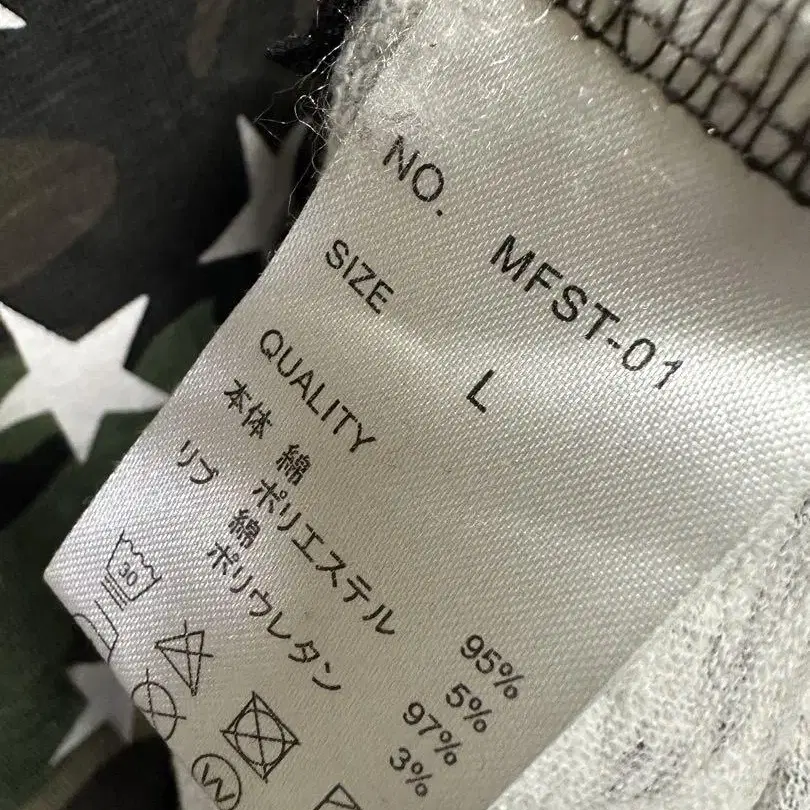 NO. MFST-01
SIZE L
QUALITY
本体 綿 95%
ポリエステル 5%
リブ 綿 97%
ポリウレタン 3%
30
W